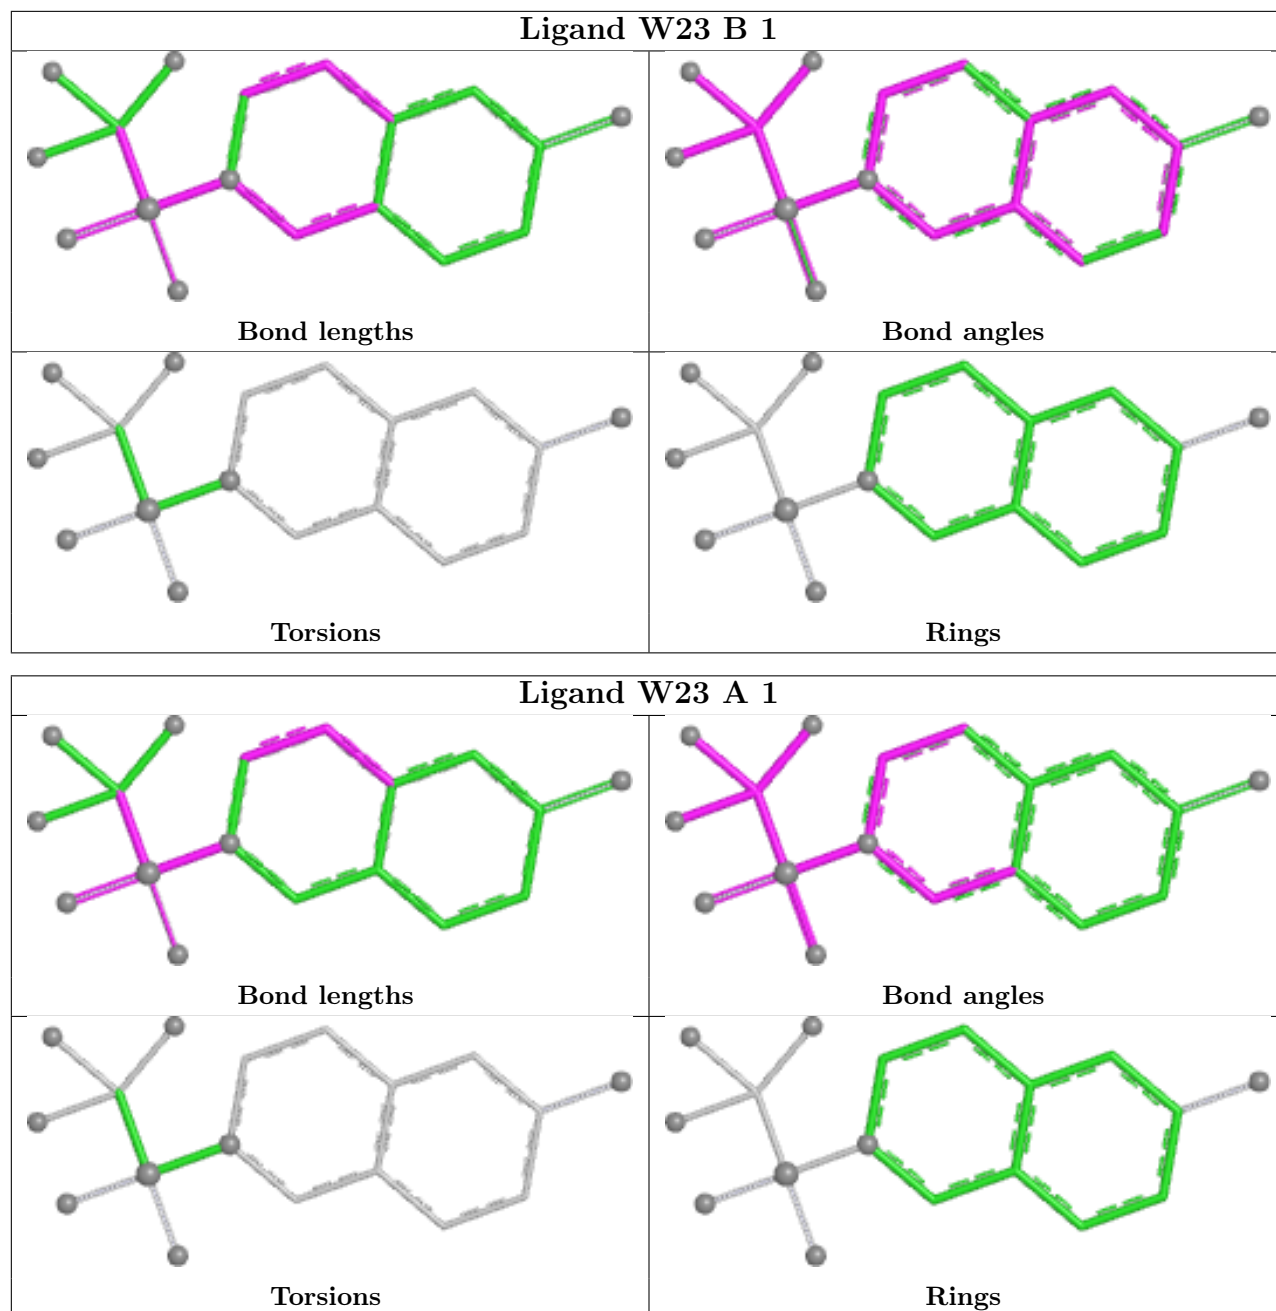 Ligand W23 B 1
Bond lengths
Bond angles
Torsions
Rings
Ligand W23 A 1
Bond lengths
Bond angles
Torsions
Rings